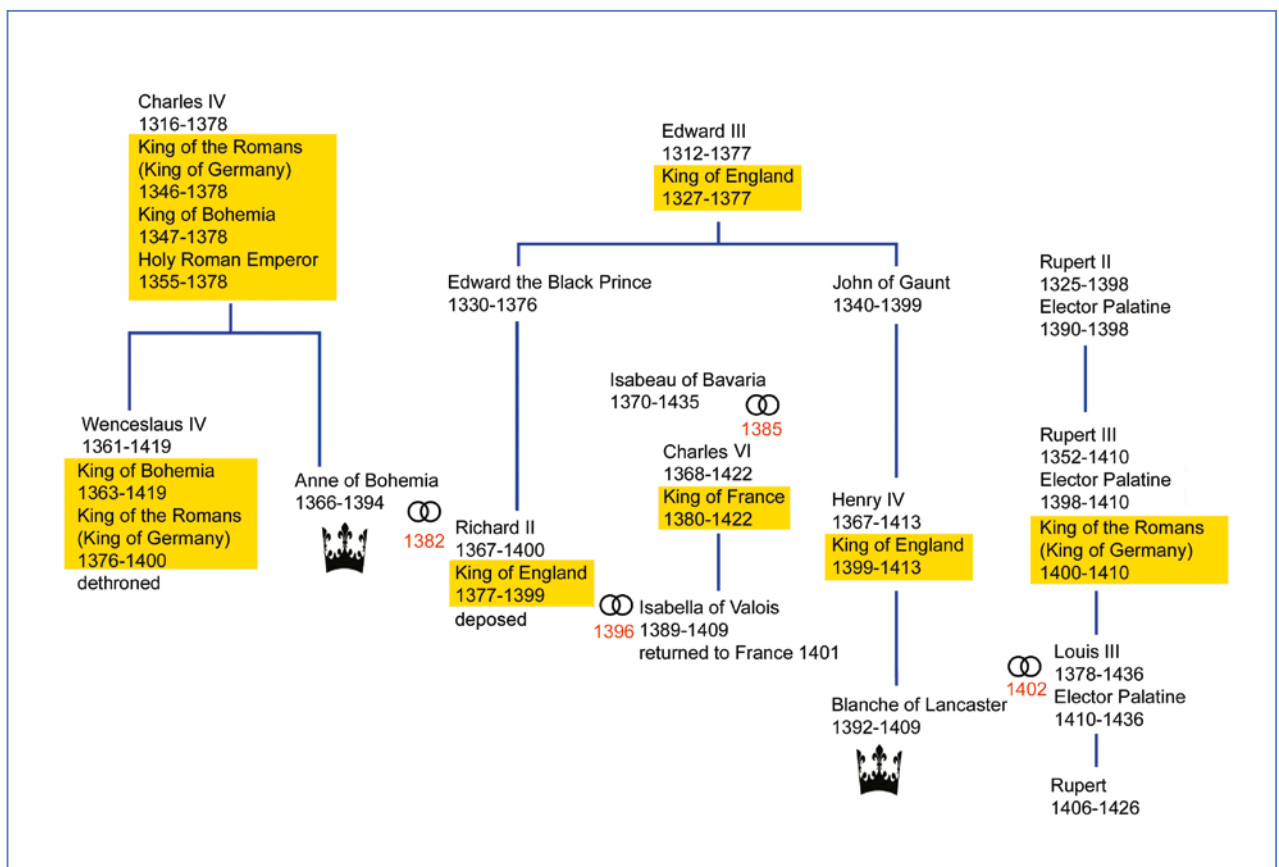 Charles IV
1316-1378
King of the Romans
(King of Germany)
1346-1378
King of Bohemia
1347-1378
Holy Roman Emperor
1355-1378
Wenceslaus IV
1361-1419
King of Bohemia
1363-1419
King of the Romans
(King of Germany)
1376-1400
dethroned
Anne of Bohemia
1366-1394
1382
Edward III
1312-1377
King of England
1327-1377
Edward the Black Prince
1330-1376
Richard II
1367-1400
King of England
1377-1399
deposed
1396
Isabeau of Bavaria
1370-1435
1385
Charles VI
1368-1422
King of France
1380-1422
Isabella of Valois
1389-1409
returned to France 1401
John of Gaunt
1340-1399
Henry IV
1367-1413
King of England
1399-1413
Blanche of Lancaster
1392-1409
1402
Rupert II
1325-1398
Elector Palatine
1390-1398
Rupert III
1352-1410
Elector Palatine
1398-1410
King of the Romans
(King of Germany)
1400-1410
Louis III
1378-1436
Elector Palatine
1410-1436
Rupert
1406-1426